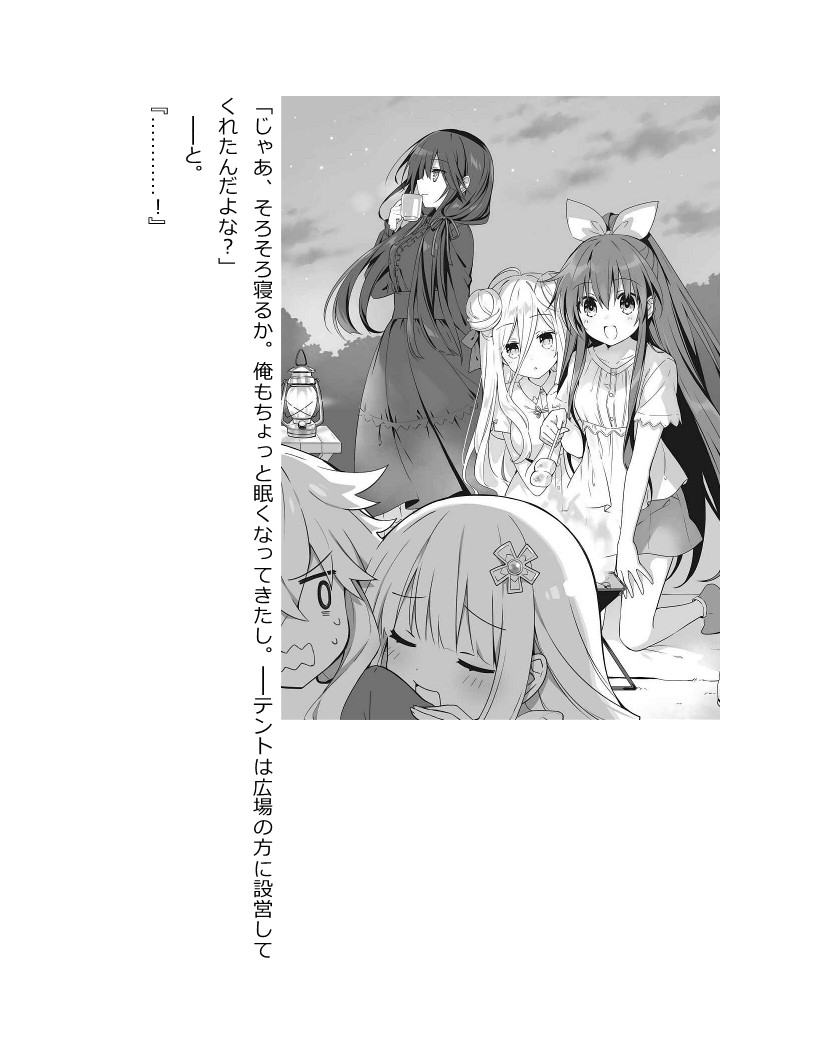 「じゃあ、そろそろ寝るか。俺もちょっと眠くなってきたし。――テントは広場の方に設営して
くれたんだよな？」
――と。
『…………！』